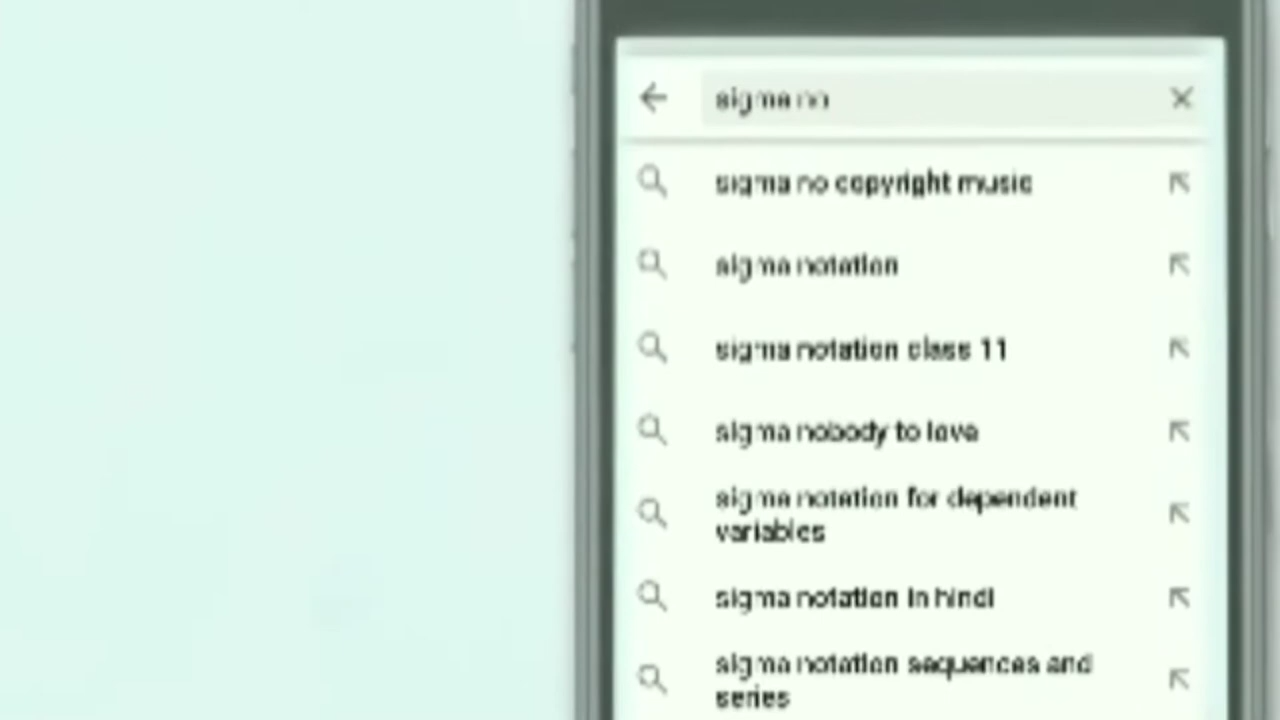 sigma no
sigma no copyright music
sigma notation
sigma notation class 11
sigma nobody to love
sigma notation for dependent
variables
sigma notation in hindi
sigma notation sequences and
series